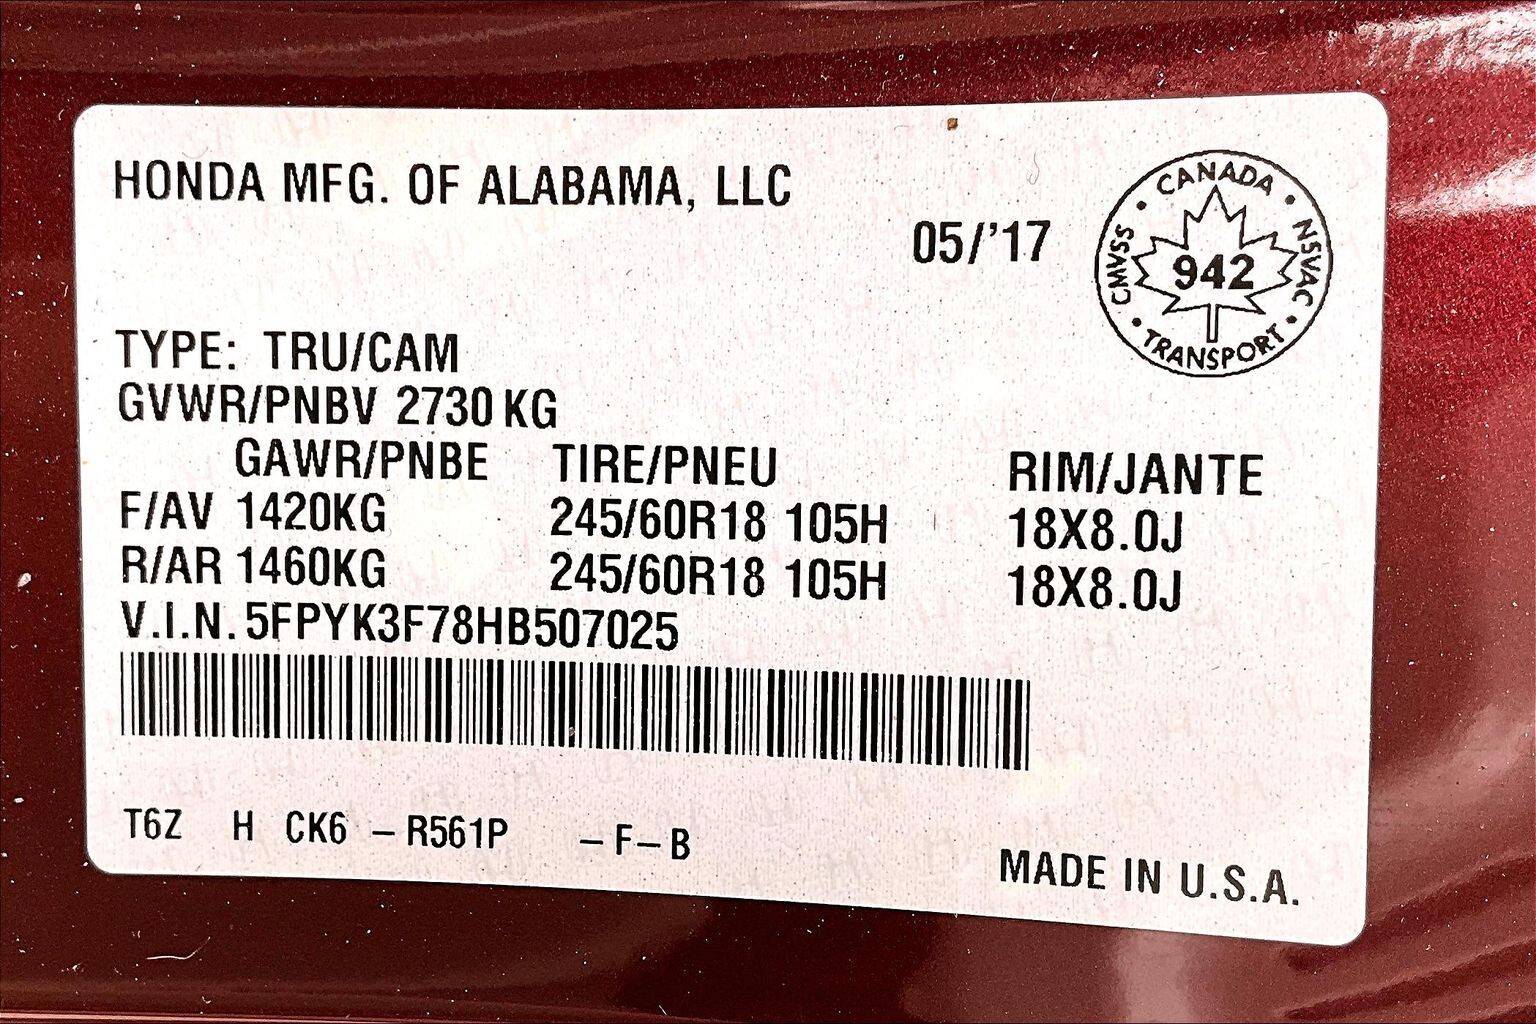 HONDA MFG. OF ALABAMA, LLC
05/'17
CANADA
CMVSS
NSVAC
942
TRANSPORT
TYPE: TRU/CAM
GVWR/PNBV 2730 KG
GAWR/PNBE TIRE/PNEU RIM/JANTE
F/AV 1420KG 245/60R18 105H 18X8.0J
R/AR 1460KG 245/60R18 105H 18X8.0J
V.I.N. 5FPYK3F78HB507025
T6Z H CK6 – R561P – F – B
MADE IN U.S.A.